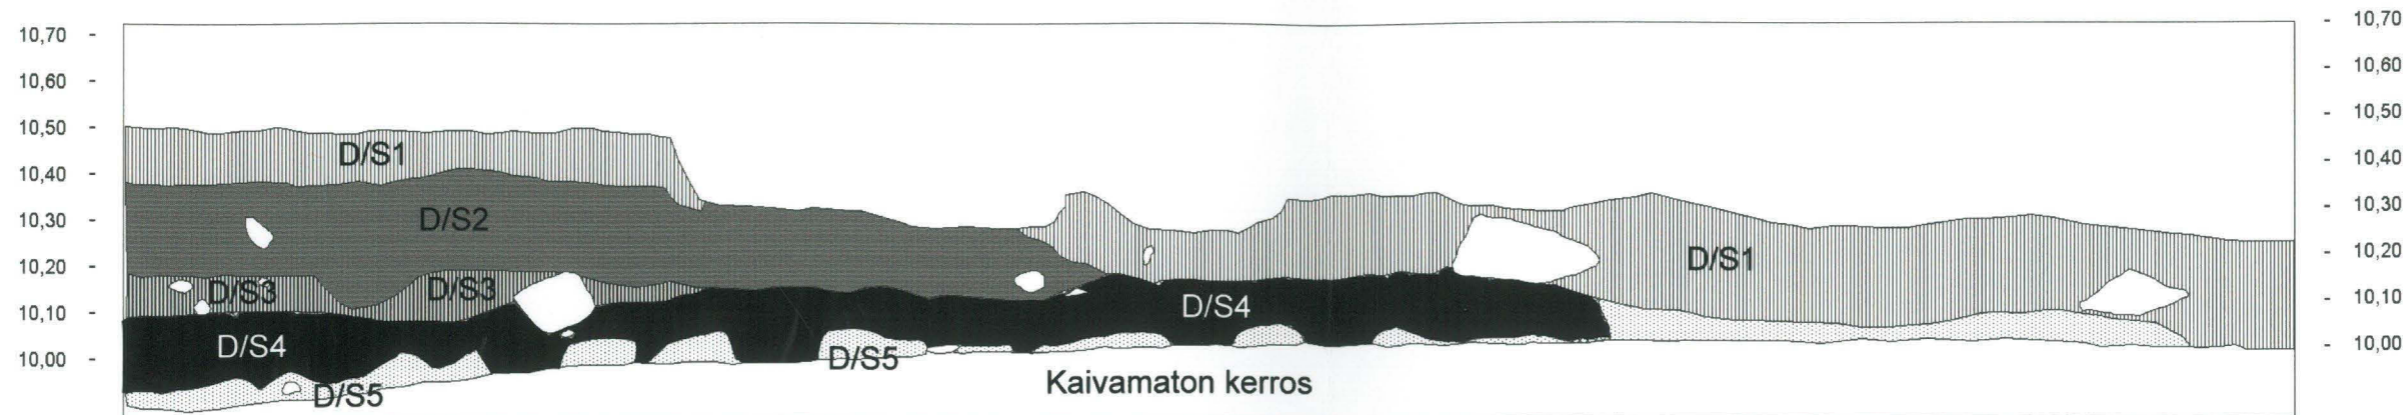 10,70 - - 10,70
10,60 - - 10,60
10,50 - - 10,50
D/S1
10,40 - - 10,40
D/S2
10,30 - - 10,30
D/S1
10,20 - - 10,20
D/S3 D/S3
D/S4
10,10 - - 10,10
D/S4
10,00 - - 10,00
D/S5
Kaivamaton kerros
D/S5